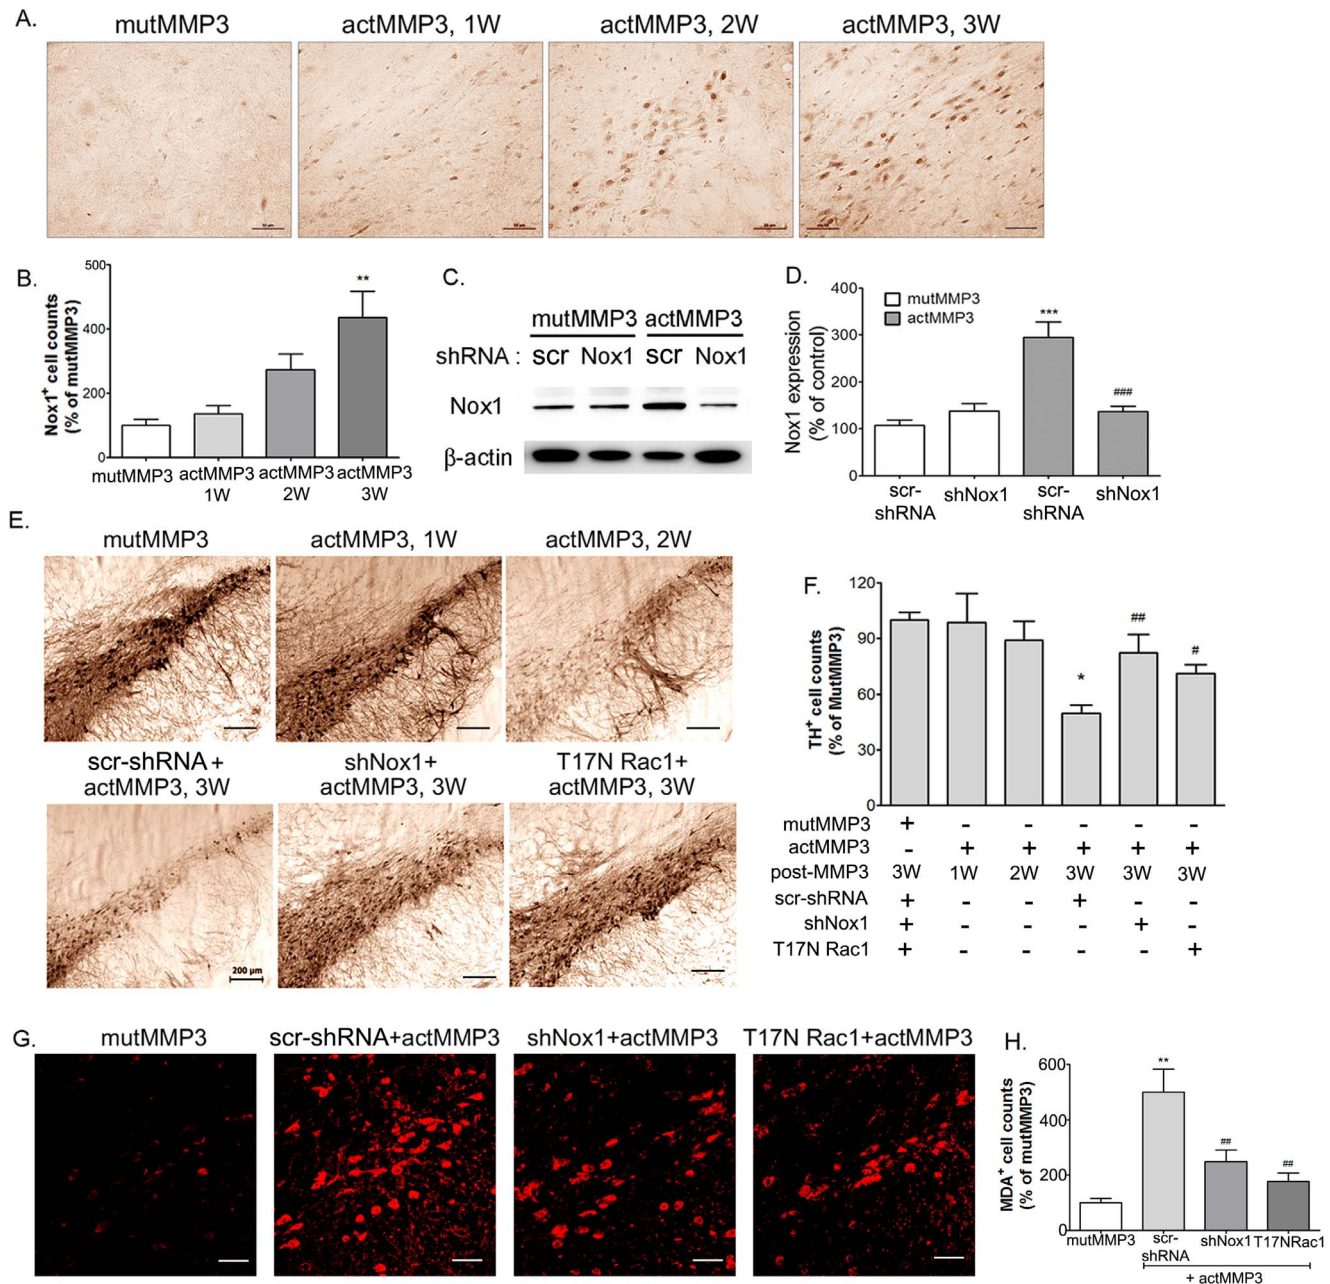 A.
mutMMP3 actMMP3, 1W actMMP3, 2W actMMP3, 3W
B.
Nox1+ cell counts
(% of mutMMP3)
500
400
200
0
**
mutMMP3 actMMP3 actMMP3 actMMP3
1W 2W 3W
C.
mutMMP3 actMMP3
shRNA : scr Nox1 scr Nox1
Nox1
β-actin
D.
Nox1 expression
(% of control)
400
300
200
100
0
mutMMP3
actMMP3
***
###
scr- shNox1 scr- shNox1
shRNA shRNA
E.
mutMMP3 actMMP3, 1W actMMP3, 2W
scr-shRNA + shNox1+ T17N Rac1+
actMMP3, 3W actMMP3, 3W actMMP3, 3W
200 µm
F.
TH+ cell counts
(% of MutMMP3)
120
90
60
30
0
* ## #
mutMMP3 + - - - - -
actMMP3 - + + + + +
post-MMP3 3W 1W 2W 3W 3W 3W
scr-shRNA + - - + - -
shNox1 + - - - + -
T17N Rac1 + - - - - +
G.
mutMMP3 scr-shRNA+actMMP3 shNox1+actMMP3 T17N Rac1+actMMP3
H.
MDA+ cell counts
(% of mutMMP3)
600
400
200
0
**
##
##
mutMMP3 scr- shNox1 T17NRac1
shRNA
+ actMMP3